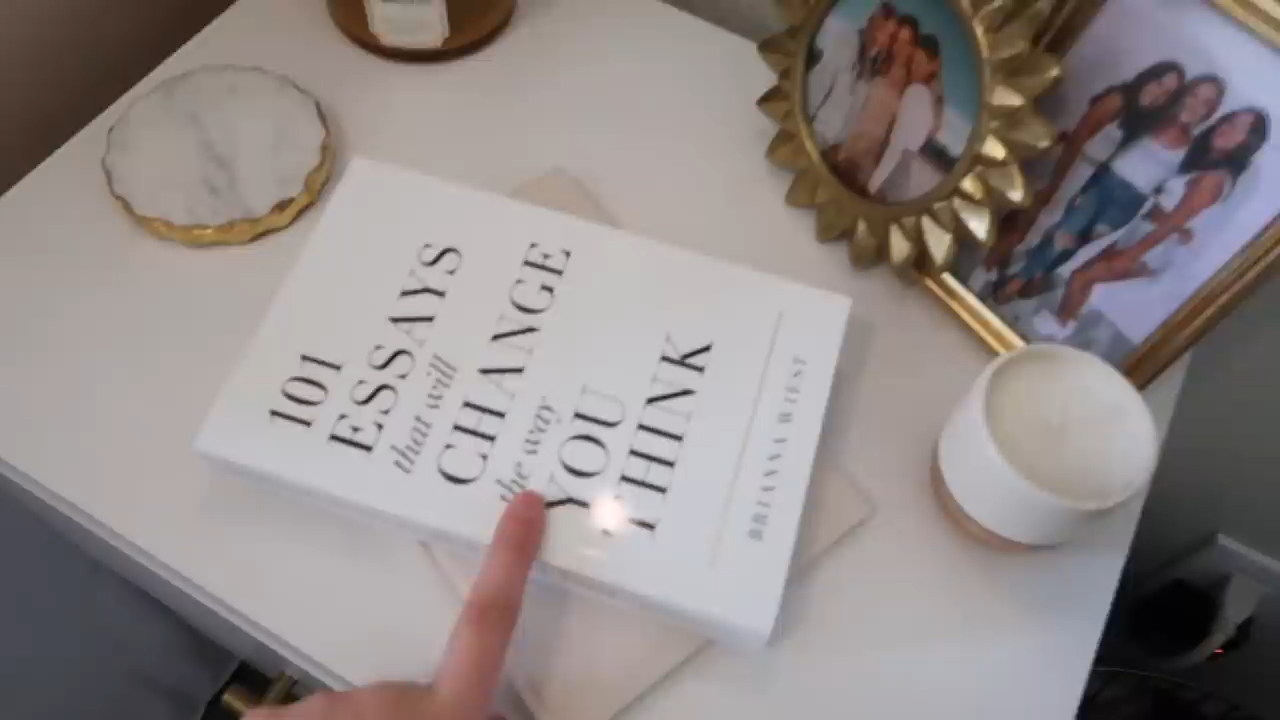 101
ESSAYS
that will
CHANGE
the way
YOU
THINK
BRIANNA WIEST